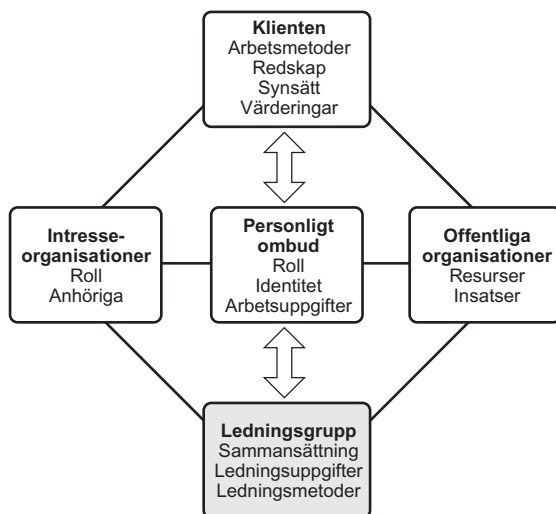 Klienten
Arbetsmetoder
Redskap
Synsätt
Värderingar
Intresse-
organisationer
Roll
Anhöriga
Personligt
ombud
Roll
Identitet
Arbetsuppgifter
Offentliga
organisationer
Resurser
Insatser
Ledningsgrupp
Sammansättning
Ledningsuppgifter
Ledningsmetoder